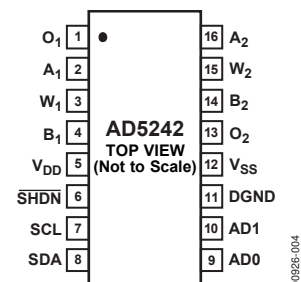 O1 1 16 A2
A1 2 15 W2
W1 3 14 B2
B1 4 AD5242 13 O2
TOP VIEW
VDD 5 (Not to Scale) 12 VSS
SHDN 6 11 DGND
SCL 7 10 AD1
SDA 8 9 AD0
0926-004